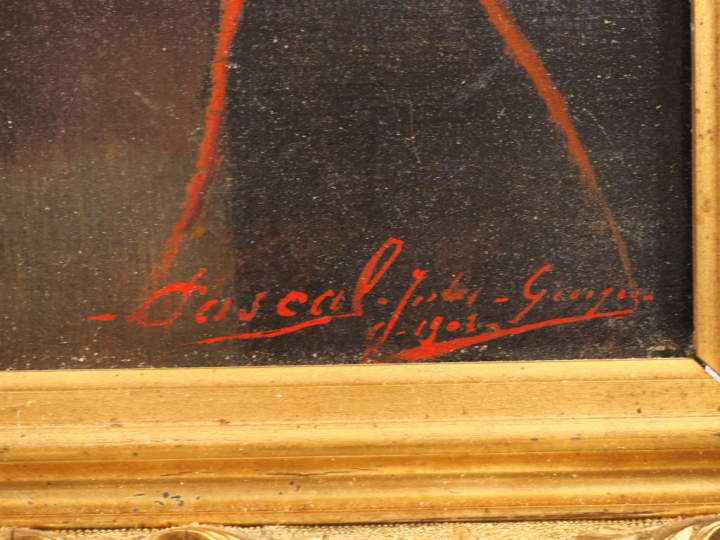 - Pascal - Jules - Georges -
- 1902 -